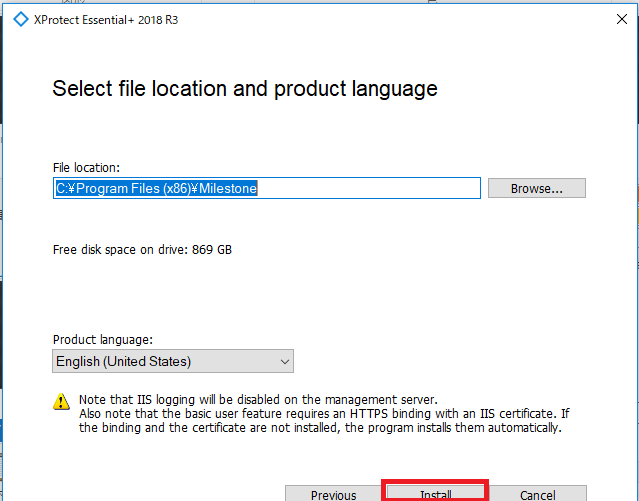 XProtect Essential+ 2018 R3
Select file location and product language
File location:
C:¥Program Files (x86)¥Milestone
Browse...
Free disk space on drive: 869 GB
Product language:
English (United States)
Note that IIS logging will be disabled on the management server.
Also note that the basic user feature requires an HTTPS binding with an IIS certificate. If
the binding and the certificate are not installed, the program installs them automatically.
Previous
Install
Cancel